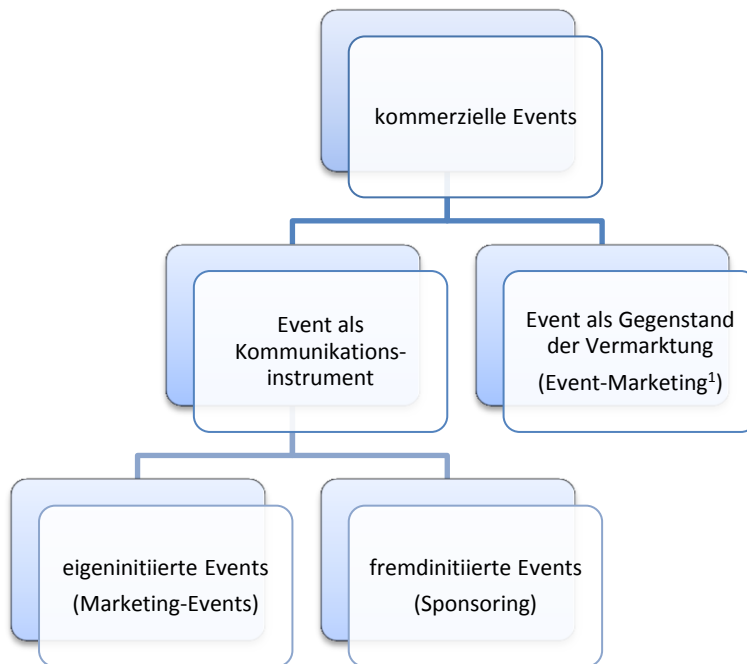 kommerzielle Events
Event als
Kommunikations-
instrument
Event als Gegenstand
der Vermarktung
(Event-Marketing¹)
eigeninitiierte Events
(Marketing-Events)
fremdinitiierte Events
(Sponsoring)